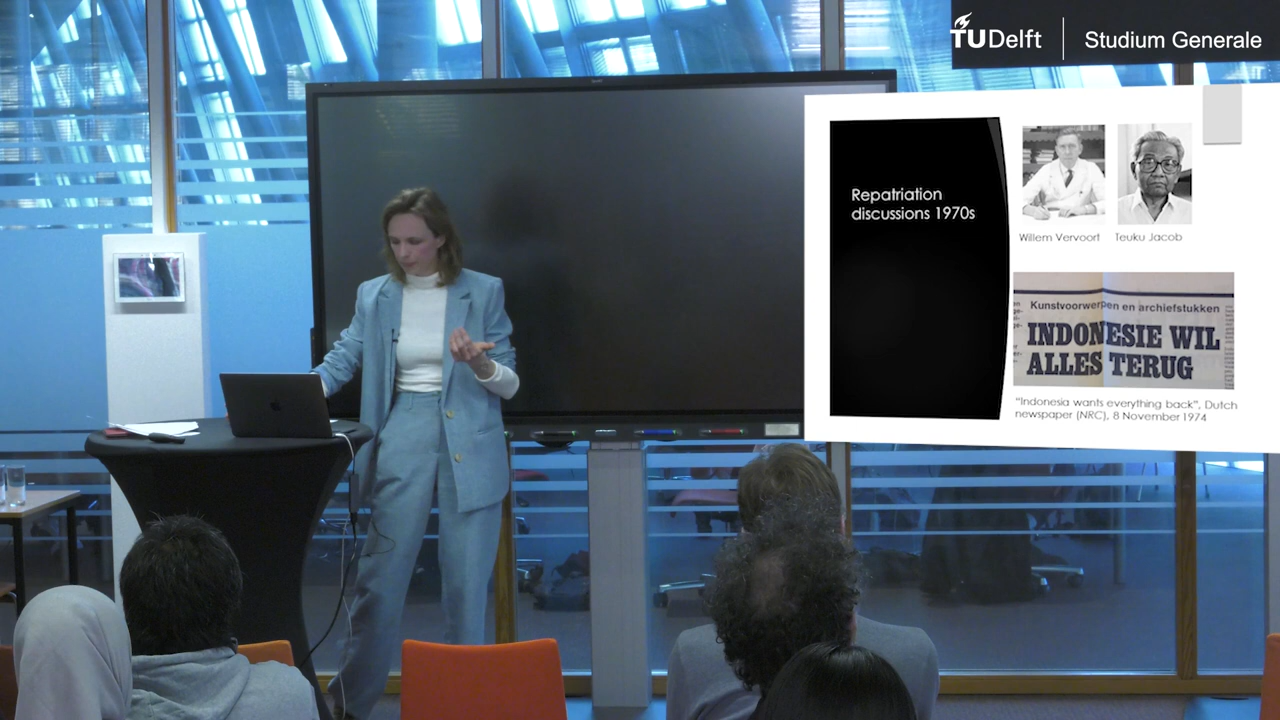 TUDelft
Studium Generale
Repatriation
discussions 1970s
Willem Vervoort
Teuku Jacob
Kunstvoorwerpen en archiefstukken
INDONESIE WIL
ALLES TERUG
"Indonesia wants everything back", Dutch
newspaper (NRC), 8 November 1974